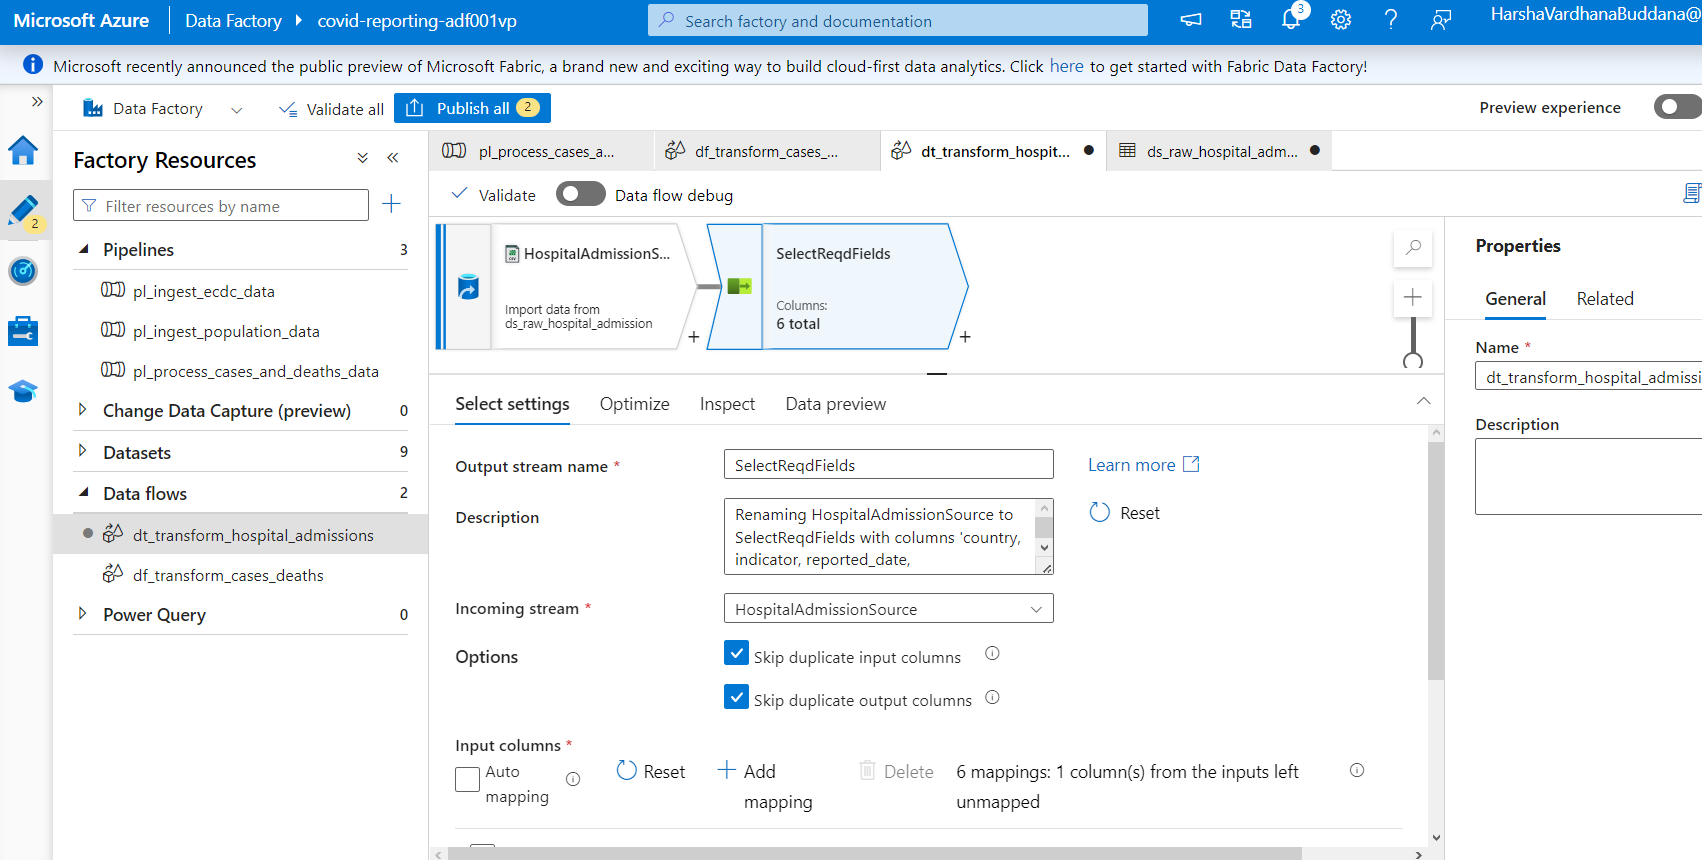 Microsoft Azure
Data Factory
covid-reporting-adf001vp
Search factory and documentation
3
HarshaVardhanaBuddana@
Microsoft recently announced the public preview of Microsoft Fabric, a brand new and exciting way to build cloud-first data analytics. Click here to get started with Fabric Data Factory!
Data Factory
Validate all
Publish all 2
Preview experience
2
Factory Resources
Filter resources by name
Pipelines 3
pl_ingest_ecdc_data
pl_ingest_population_data
pl_process_cases_and_deaths_data
Change Data Capture (preview) 0
Datasets 9
Data flows 2
dt_transform_hospital_admissions
df_transform_cases_deaths
Power Query 0
pl_process_cases_a...
df_transform_cases_...
dt_transform_hospit...
ds_raw_hospital_adm...
Validate
Data flow debug
HospitalAdmissionS...
Import data from
ds_raw_hospital_admission
+
SelectReqdFields
Columns:
6 total
+
Select settings
Optimize
Inspect
Data preview
Output stream name *
SelectReqdFields
Learn more
Description
Renaming HospitalAdmissionSource to
SelectReqdFields with columns 'country,
indicator, reported_date,
Reset
Incoming stream *
HospitalAdmissionSource
Options
Skip duplicate input columns
Skip duplicate output columns
Input columns *
Auto
mapping
Reset
Add
mapping
Delete
6 mappings: 1 column(s) from the inputs left
unmapped
Properties
General
Related
Name *
dt_transform_hospital_admissi
Description